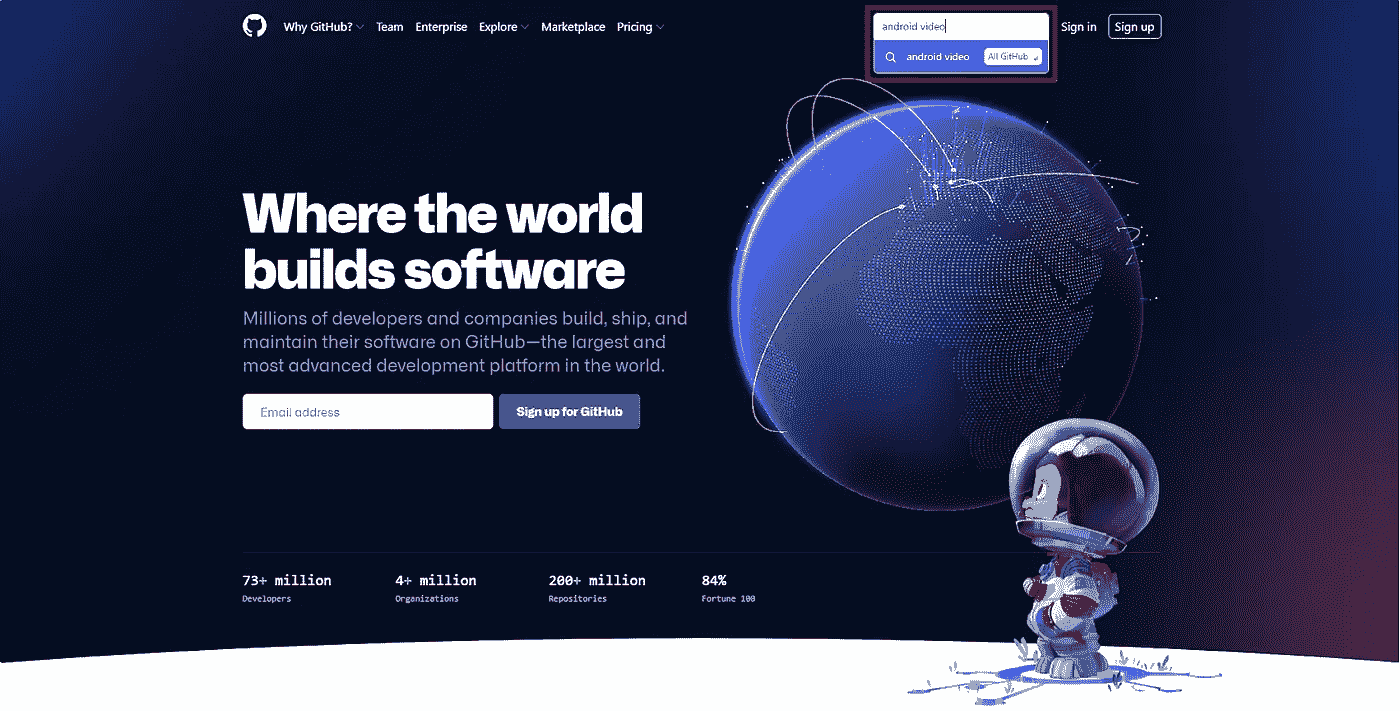 Why GitHub? Team Enterprise Explore Marketplace Pricing
android video
Sign in
Sign up
android video
All GitHub
Where the world
builds software
Millions of developers and companies build, ship, and
maintain their software on GitHub—the largest and
most advanced development platform in the world.
Email address
Sign up for GitHub
73+ million 4+ million 200+ million 84%
Developers Organizations Repositories Fortune 100